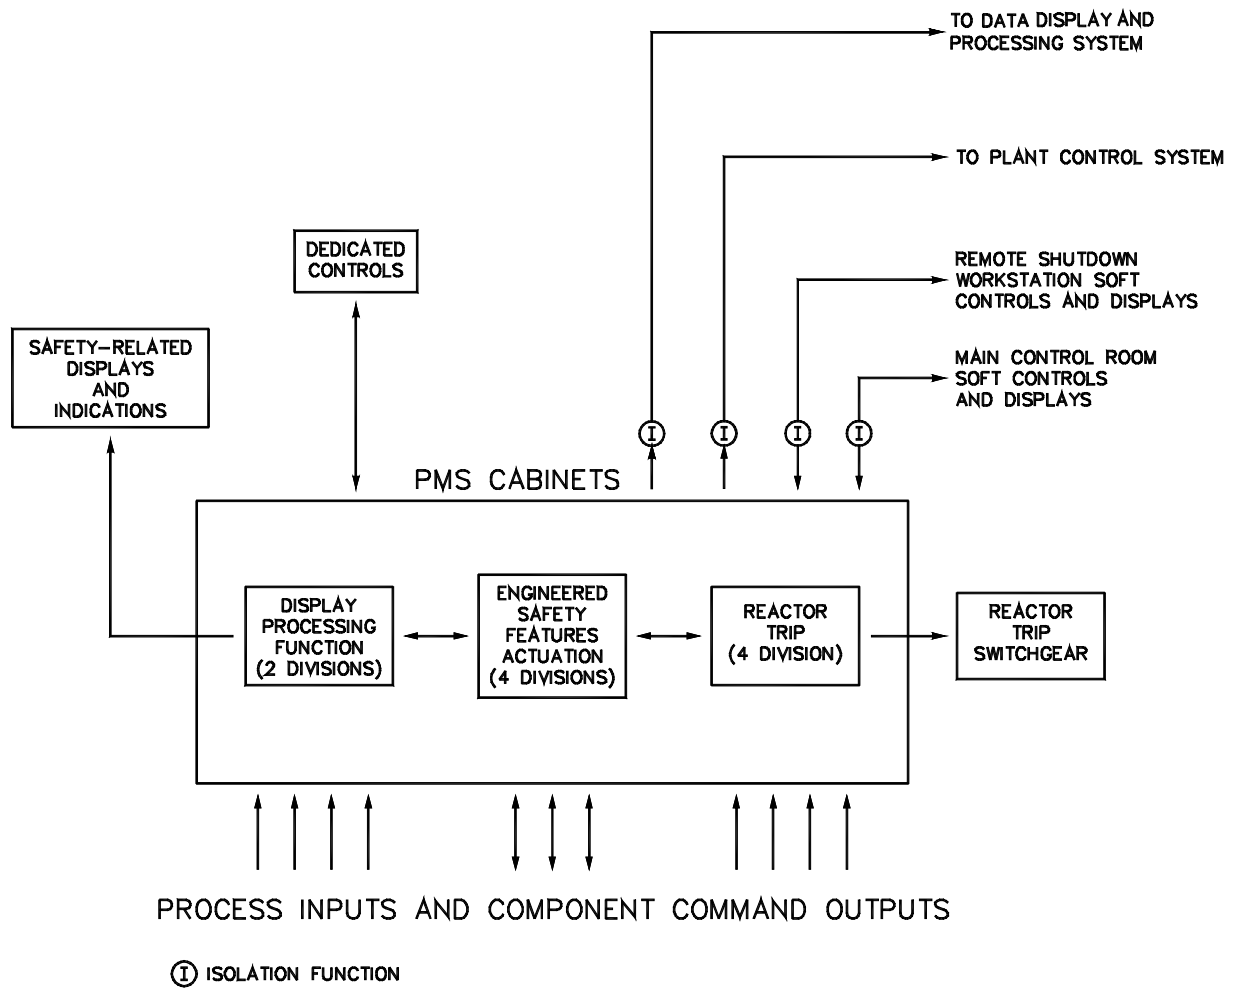 TO DATA DISPLAY AND
PROCESSING SYSTEM
TO PLANT CONTROL SYSTEM
DEDICATED
CONTROLS
REMOTE SHUTDOWN
WORKSTATION SOFT
CONTROLS AND DISPLAYS
SAFETY-RELATED
DISPLAYS
AND
INDICATIONS
MAIN CONTROL ROOM
SOFT CONTROLS
AND DISPLAYS
I
I
I
I
PMS CABINETS
DISPLAY
PROCESSING
FUNCTION
(2 DIVISIONS)
ENGINEERED
SAFETY
FEATURES
ACTUATION
(4 DIVISIONS)
REACTOR
TRIP
(4 DIVISION)
REACTOR
TRIP
SWITCHGEAR
PROCESS INPUTS AND COMPONENT COMMAND OUTPUTS
I ISOLATION FUNCTION